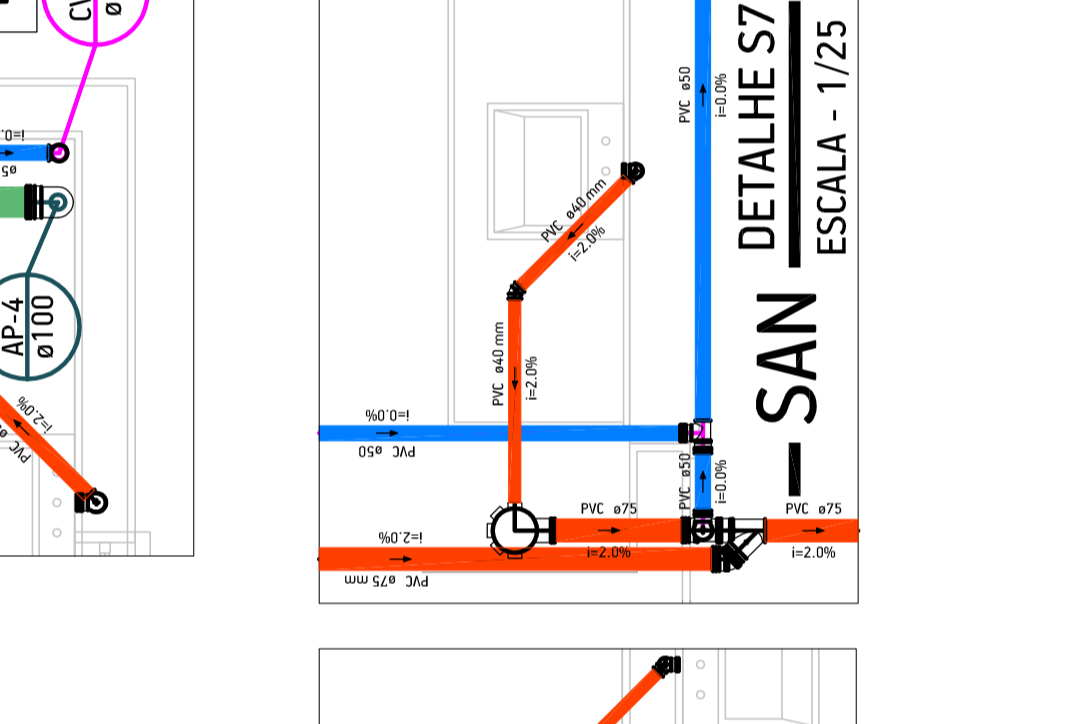 CV
ø
i=0.0
ø5
AP-4
ø100
i=2.0%
PVC ø
PVC ø40 mm
i=2.0%
PVC ø40 mm
i=2.0%
PVC ø50
i=0.0%
i=0.0%
PVC ø50
PVC ø50
i=0.0%
PVC ø75
i=2.0%
PVC ø75
i=2.0%
i=2.0%
PVC ø75 mm
SAN
DETALHE S7
ESCALA - 1/25